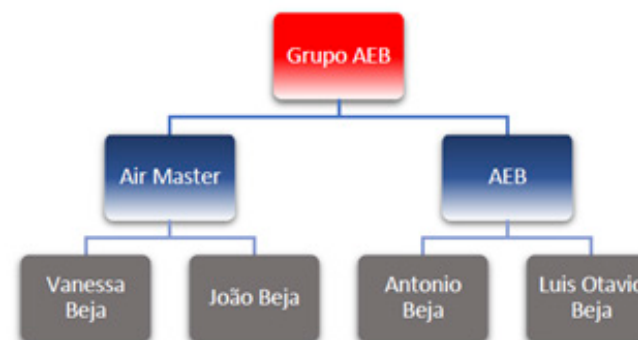 Grupo AEB
Air Master
AEB
Vanessa
Beja
João Beja
Antonio
Beja
Luis Otavio
Beja